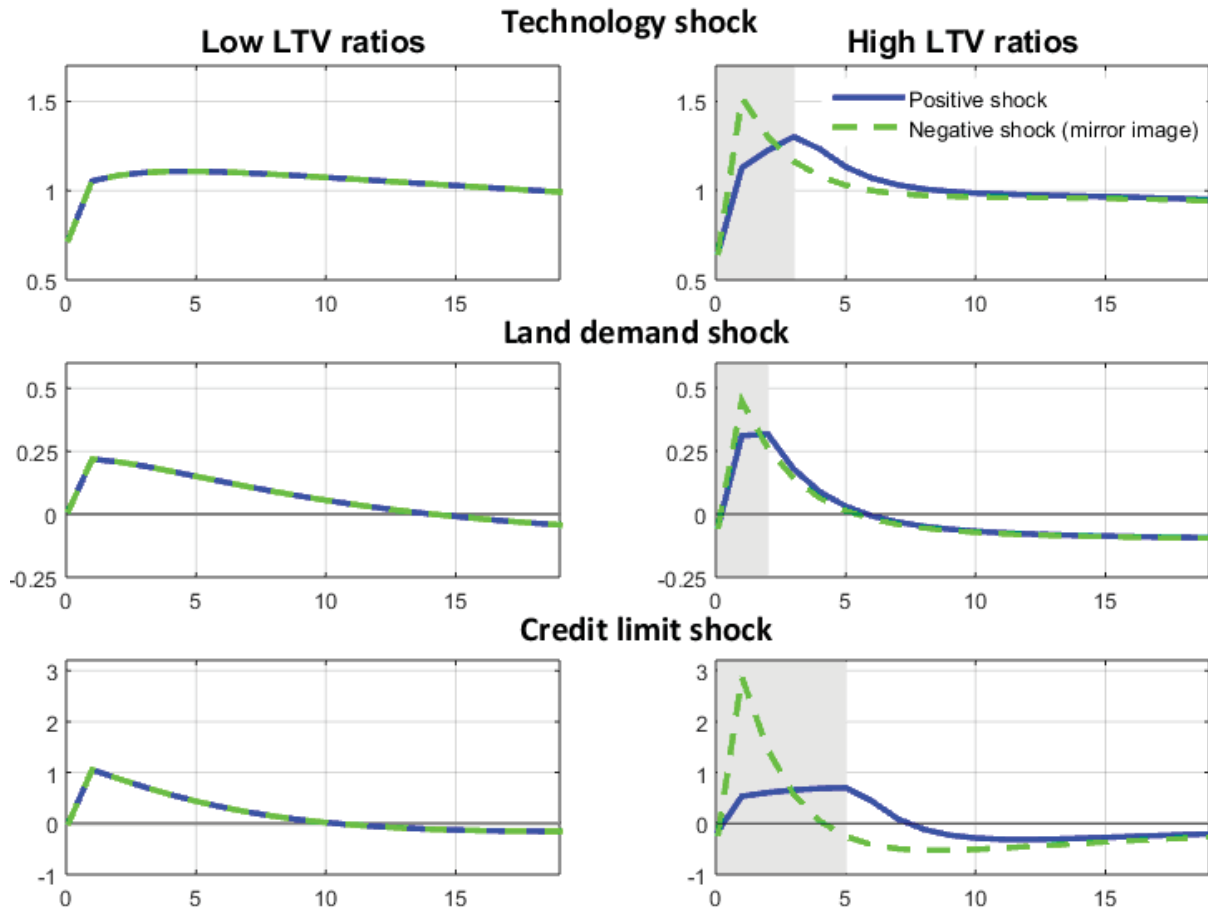 Technology shock
Low LTV ratios
High LTV ratios
1.5
1
0.5
0 5 10 15
1.5
1
0.5
0 5 10 15
Positive shock
Negative shock (mirror image)
Land demand shock
0.5
0.25
0
-0.25
0 5 10 15
0.5
0.25
0
-0.25
0 5 10 15
Credit limit shock
3
2
1
0
-1
0 5 10 15
3
2
1
0
-1
0 5 10 15